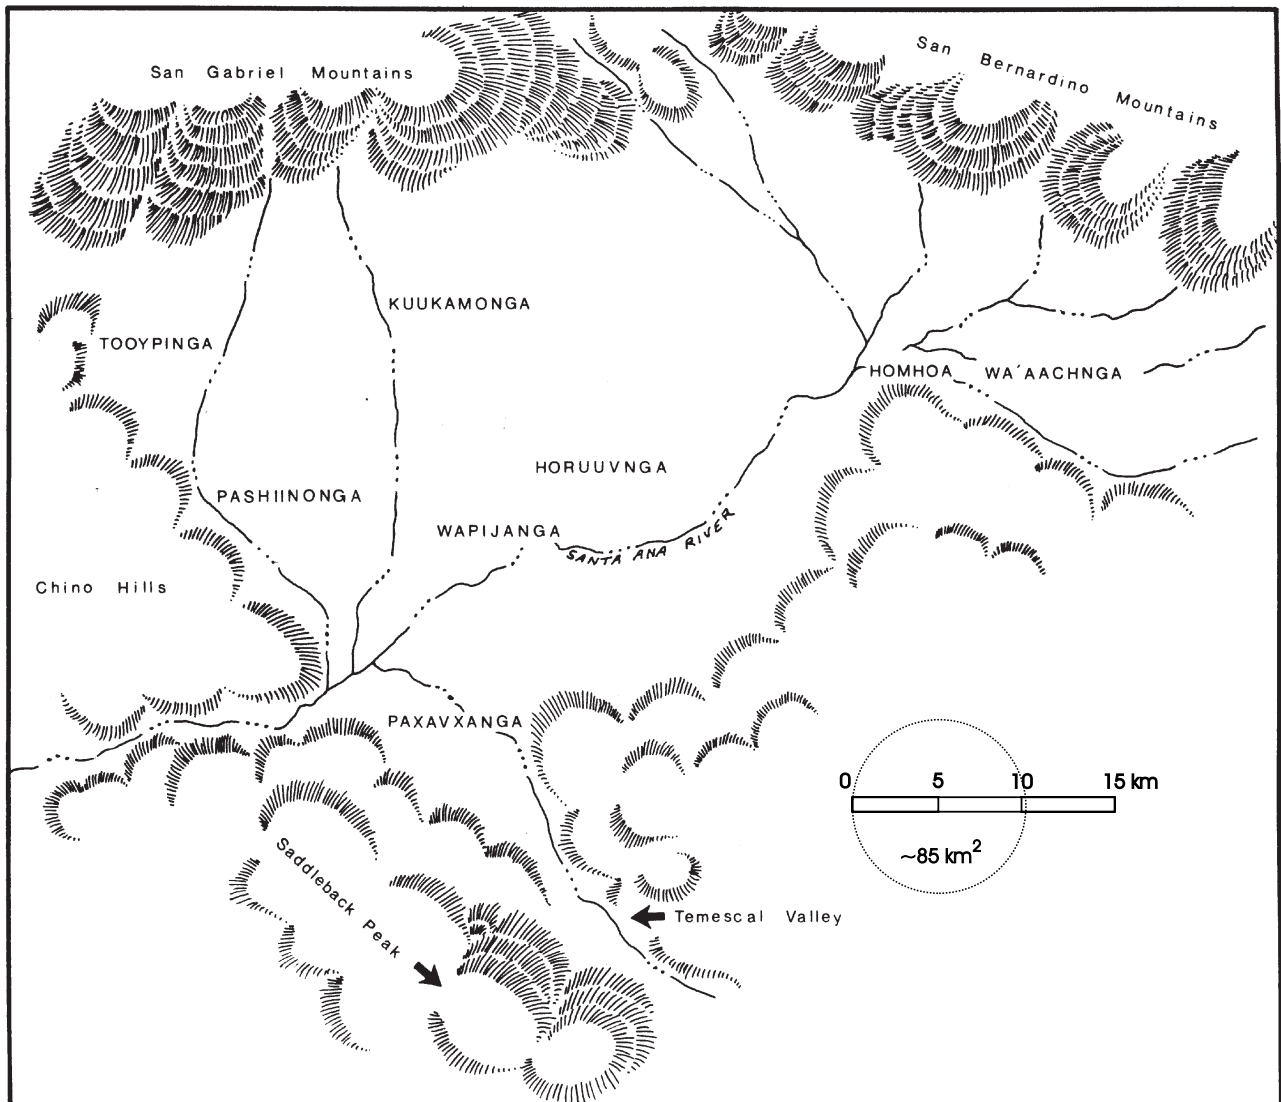 San Gabriel Mountains
San Bernardino Mountains
KUUKAMONGA
TOOYPINGA
HOMHOA
WA'AACHNGA
HORUUVNGA
PASHIINONGA
WAPIJANGA
SANTA ANA RIVER
Chino Hills
PAXAVXANGA
0 5 10 15 km
~85 km²
Saddleback Peak
Temescal Valley